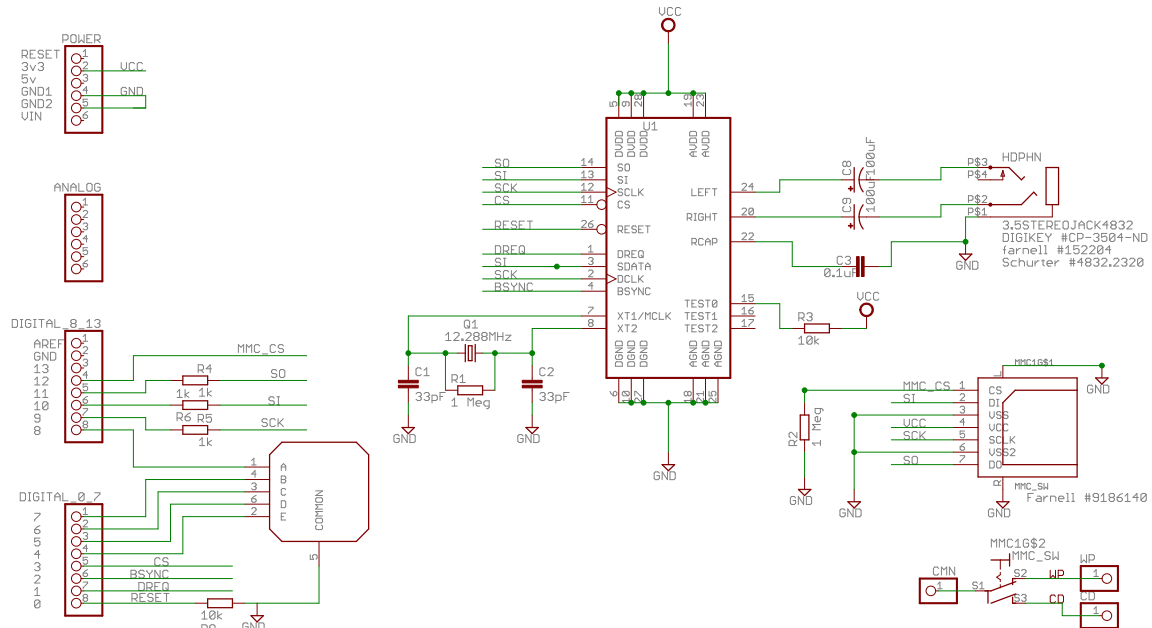 VCC
POWER
RESET 1
3v3 2 VCC
5v 3
GND1 4 GND
GND2 5
VIN 6
ANALOG
1
2
3
4
5
6
DIGITAL_8_13
AREF 1
GND 2
13 3
12 4 MMC_CS
11 5 R4 1k SO
10 6 1k SI
9 7 R6 R5 SCK
8 8 1k
DIGITAL_0_7
7 1
6 2
5 3
4 4
3 5 CS
2 6 BSYNC
1 7 DREQ
0 8 RESET
10k
R8
GND
1 A
4 B
3 C
6 D
2 E
COMMON
5
U1
5 9 28 19 23
DVDD DVDD DVDD AVDD AVDD
SO 14 SO
SI 13 SI
SCK 12 SCLK
CS 11 CS
RESET 26 RESET
DREQ 1 DREQ
SI 3 SDATA
SCK 2 DCLK
BSYNC 4 BSYNC
7 XT1/MCLK
8 XT2
DGND DGND DGND AGND AGND AGND
6 10 27 18 21 25
GND
LEFT 24
RIGHT 20
RCAP 22
TEST0 15
TEST1 16
TEST2 17
Q1
12.288MHz
C1
33pF
R1
1 Meg
C2
33pF
GND
GND
C8 100uF
C9 100uF
C3
0.1uF
R3
10k
VCC
HDPHN
P$3
P$4
P$2
P$1
3.5STEREOJACK4832
DIGIKEY #CP-3504-ND
farnell #152204
Schurter #4832.2320
GND
MMC1G$1
L
GND
MMC_CS 1 CS
SI 2 DI
3 VSS
VCC 4 VCC
SCK 5 SCLK
6 VSS2
SO 7 DO
R2
1 Meg
GND
GND
R MMC_SW
GND
Farnell #9186140
MMC1G$2
MMC_SW
CMN
1
S1
S2 WP
S3 CD
WP
1
CD
1